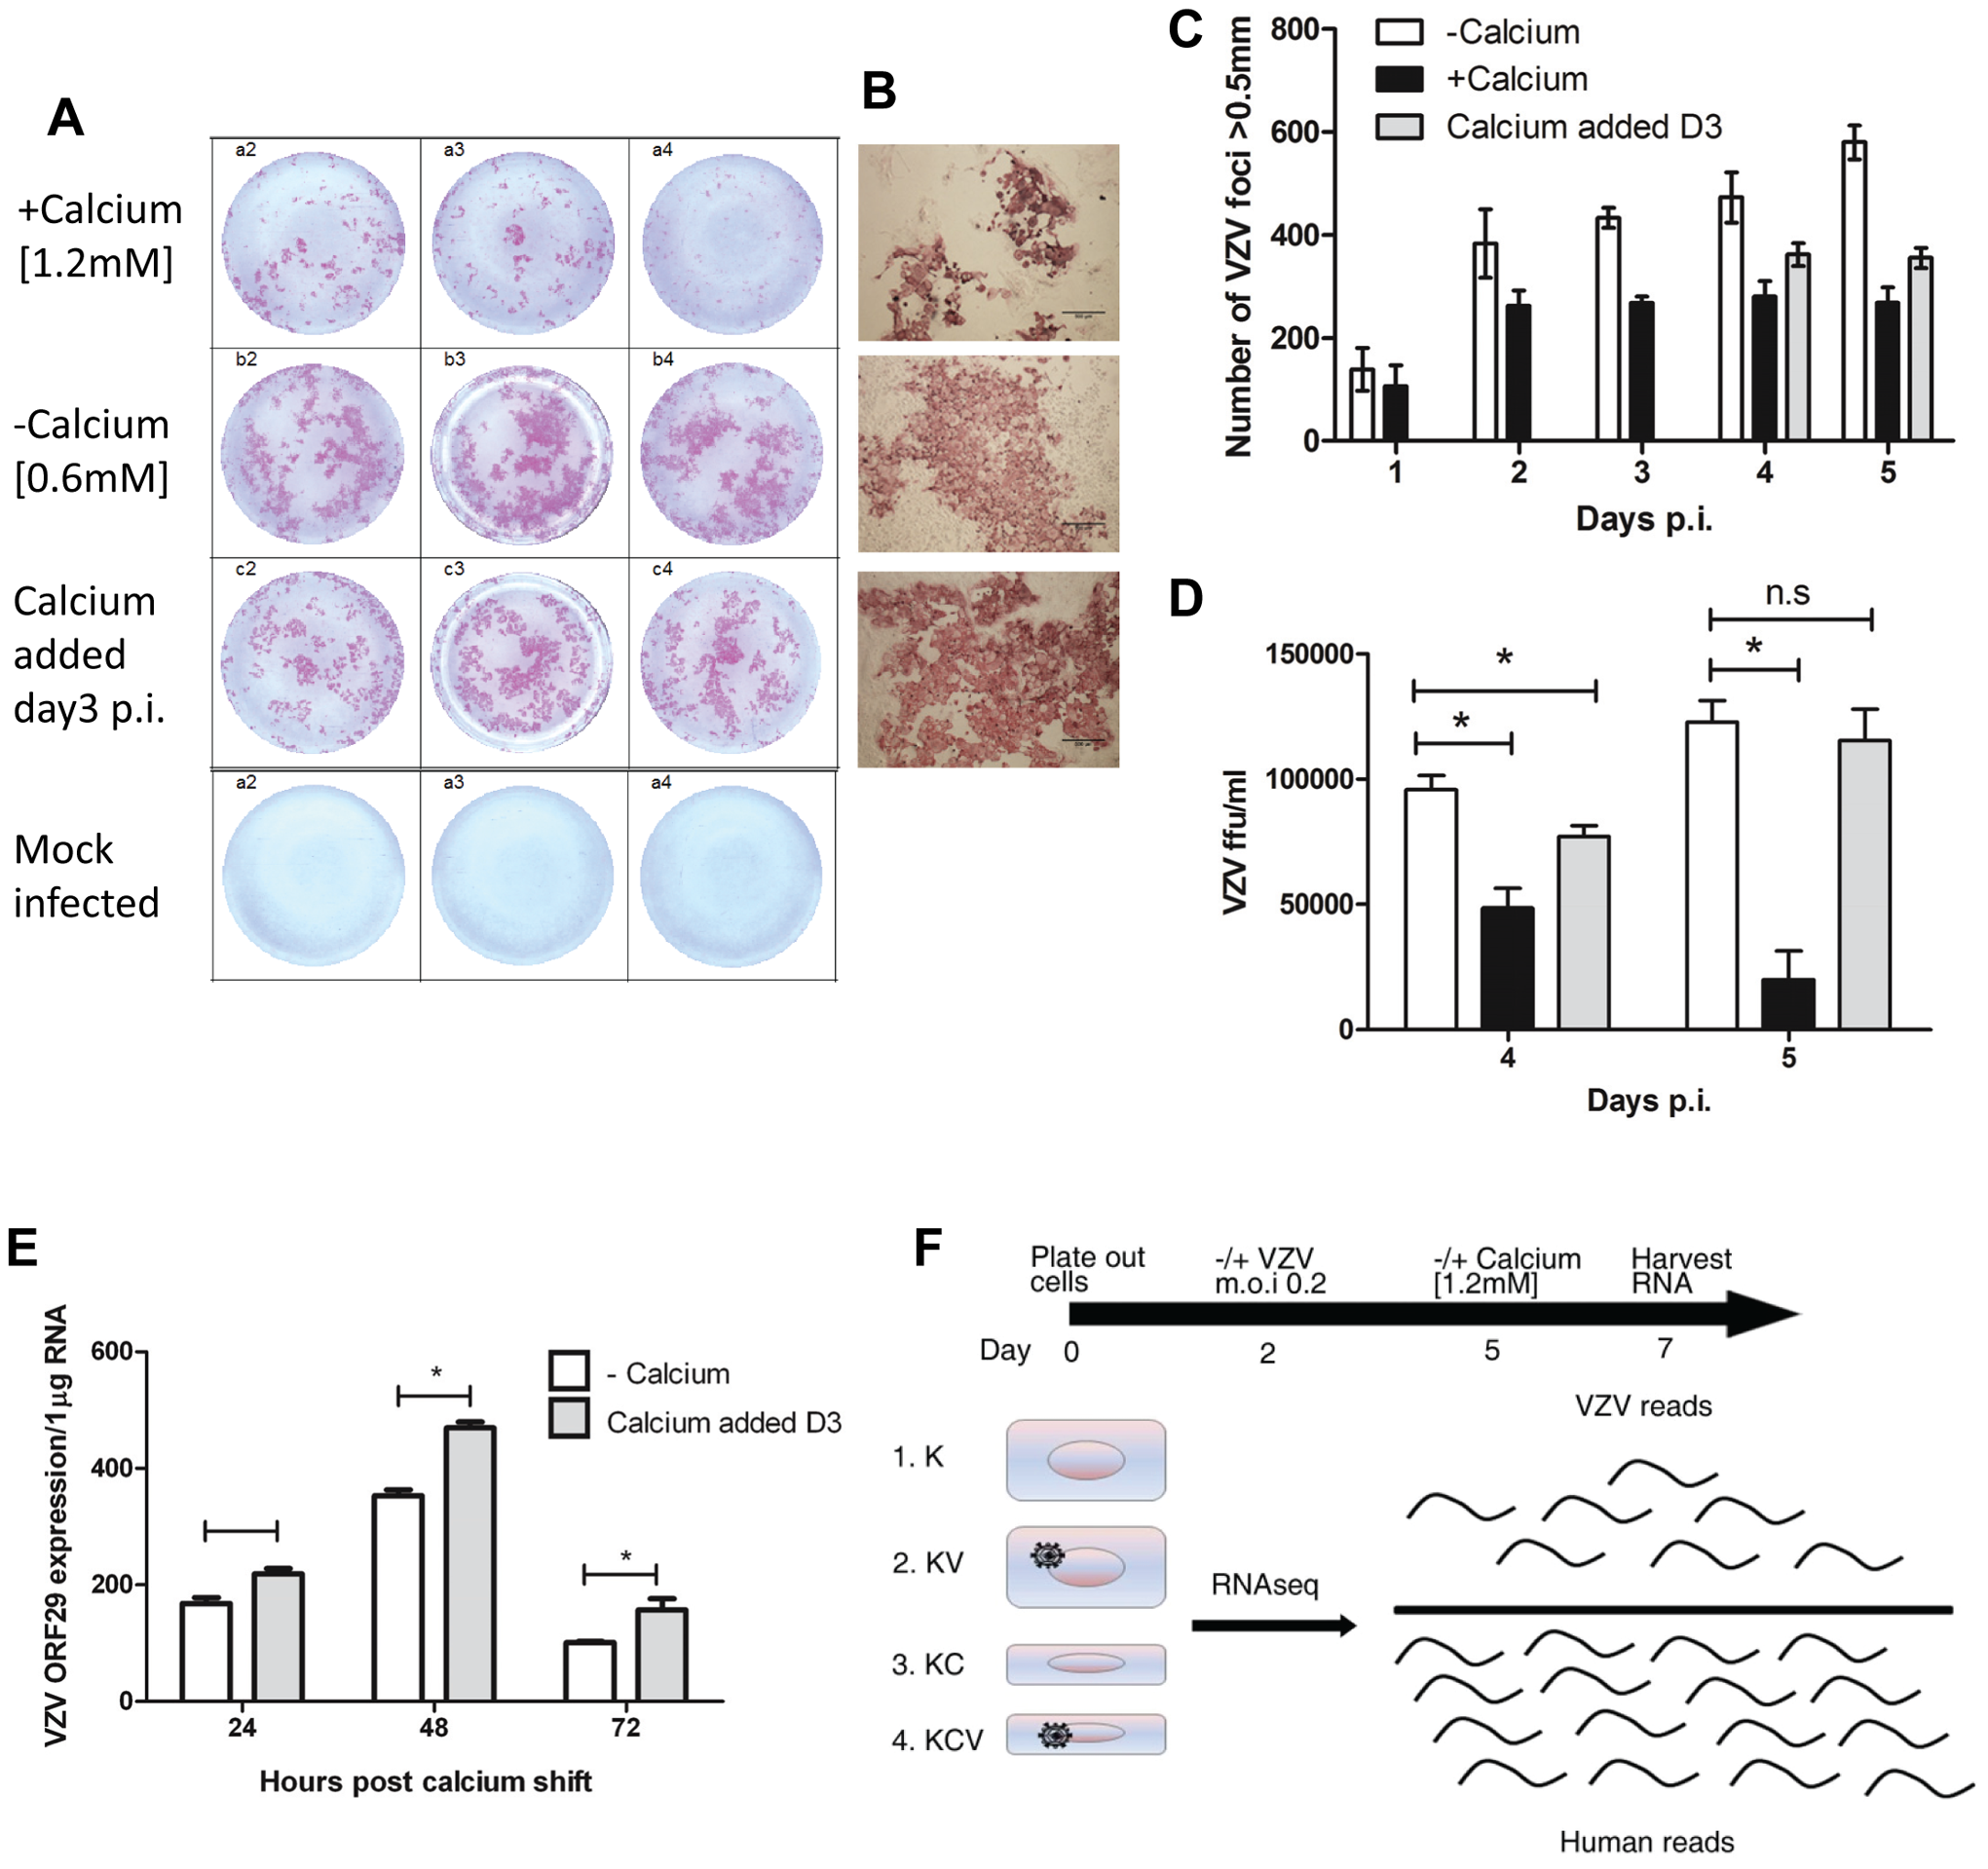 A
+Calcium
[1.2mM]
a2
a3
a4
-Calcium
[0.6mM]
b2
b3
b4
Calcium
added
day3 p.i.
c2
c3
c4
Mock
infected
a2
a3
a4
B
C
Number of VZV foci >0.5mm
800
600
400
200
0
-Calcium
+Calcium
Calcium added D3
1 2 3 4 5
Days p.i.
D
VZV ffu/ml
150000
100000
50000
0
*
*
*
n.s
4 5
Days p.i.
E
VZV ORF29 expression/1µg RNA
600
400
200
0
*
*
- Calcium
Calcium added D3
24 48 72
Hours post calcium shift
F
Plate out
cells
-/+ VZV
m.o.i 0.2
-/+ Calcium
[1.2mM]
Harvest
RNA
Day 0 2 5 7
1. K
2. KV
3. KC
4. KCV
RNAseq
VZV reads
Human reads